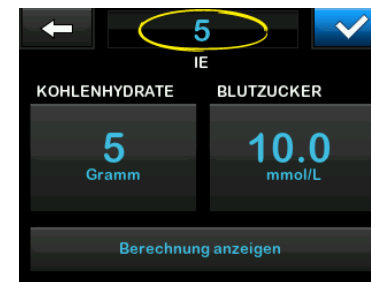 5
IE
KOHLENHYDRATE BLUTZUCKER
5 10.0
Gramm mmol/L
Berechnung anzeigen